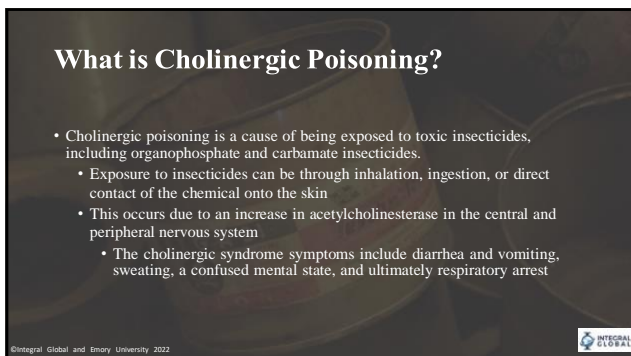 What is Cholinergic Poisoning?
• Cholinergic poisoning is a cause of being exposed to toxic insecticides,
including organophosphate and carbamate insecticides.
• Exposure to insecticides can be through inhalation, ingestion, or direct
contact of the chemical onto the skin
• This occurs due to an increase in acetylcholinesterase in the central and
peripheral nervous system
• The cholinergic syndrome symptoms include diarrhea and vomiting,
sweating, a confused mental state, and ultimately respiratory arrest
©Integral Global and Emory University 2022
INTEGRAL
GLOBAL